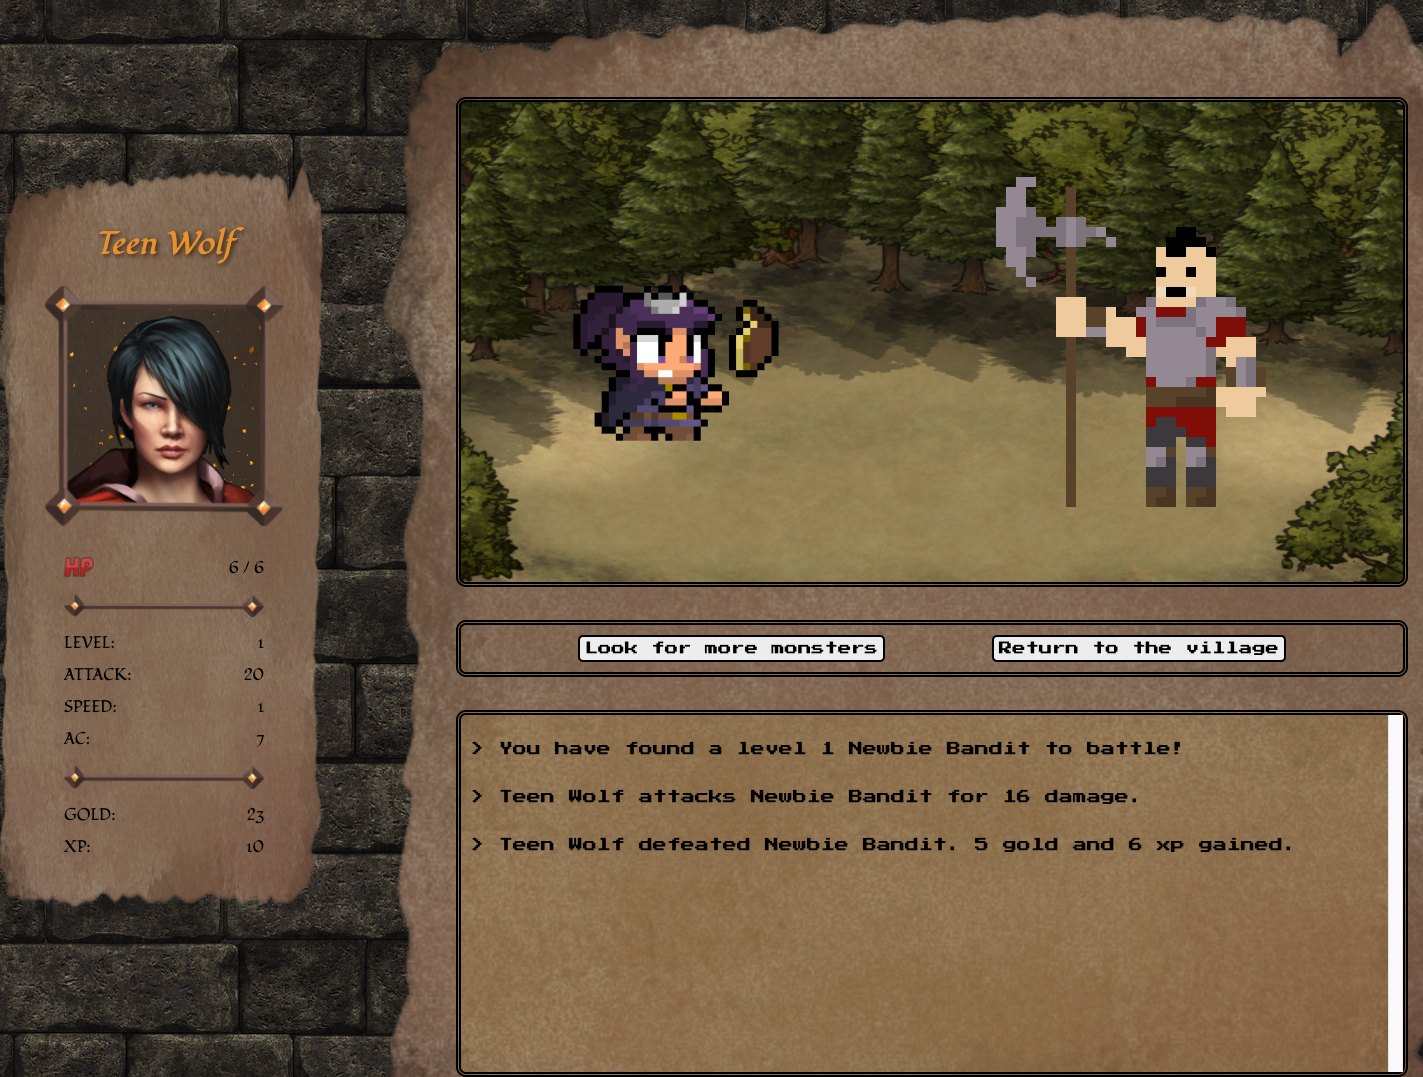 Teen Wolf
HP 6 / 6
LEVEL: 1
ATTACK: 20
SPEED: 1
AC: 7
GOLD: 23
XP: 10
Look for more monsters Return to the village
> You have found a level 1 Newbie Bandit to battle!
> Teen Wolf attacks Newbie Bandit for 16 damage.
> Teen Wolf defeated Newbie Bandit. 5 gold and 6 xp gained.